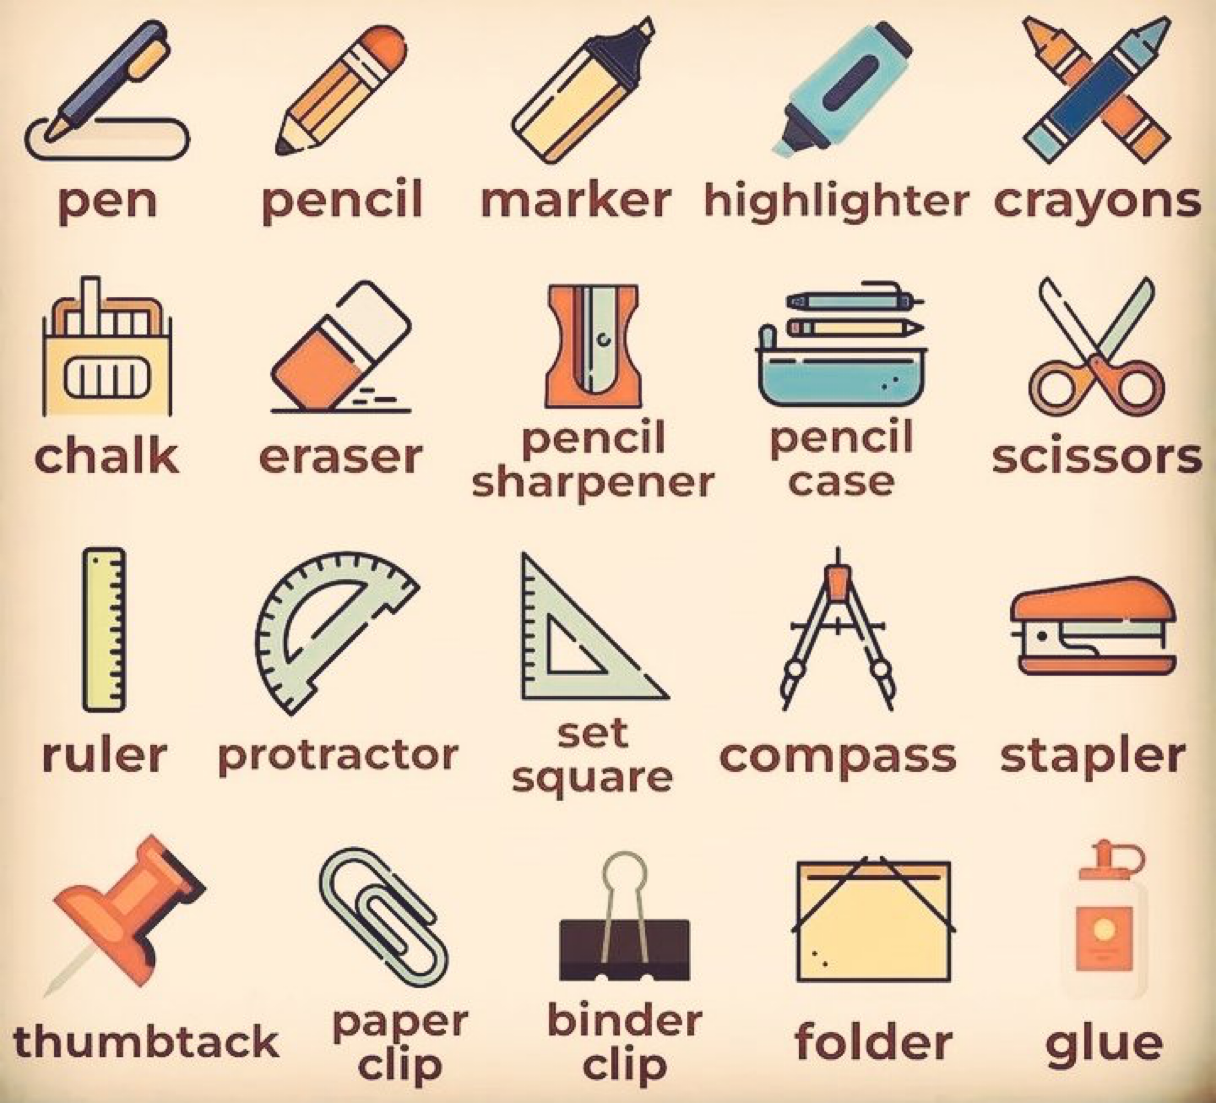 pen
pencil
marker
highlighter
crayons
chalk
eraser
pencil
sharpener
pencil
case
scissors
ruler
protractor
set
square
compass
stapler
thumbtack
paper
clip
binder
clip
folder
glue